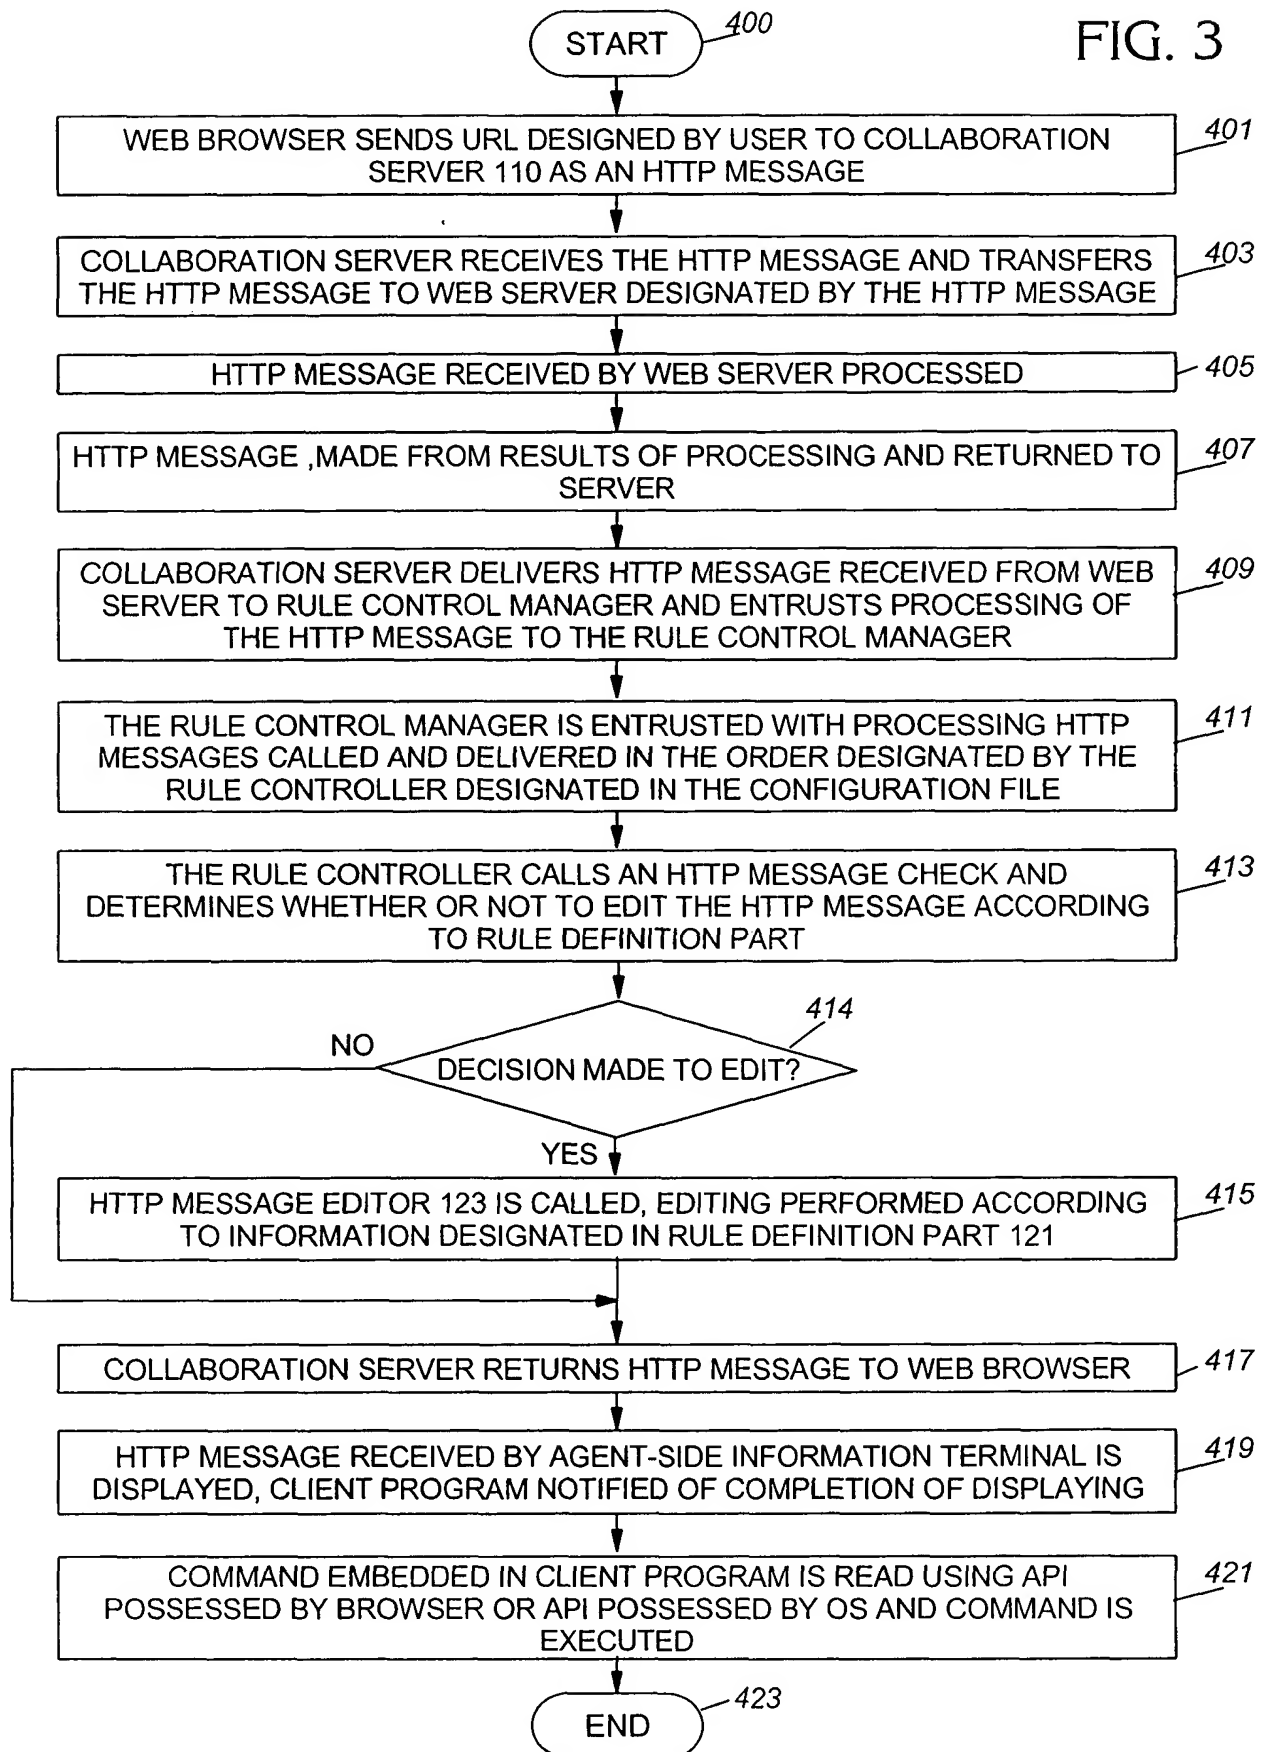 START
400
FIG. 3
WEB BROWSER SENDS URL DESIGNED BY USER TO COLLABORATION
SERVER 110 AS AN HTTP MESSAGE
401
COLLABORATION SERVER RECEIVES THE HTTP MESSAGE AND TRANSFERS
THE HTTP MESSAGE TO WEB SERVER DESIGNATED BY THE HTTP MESSAGE
403
HTTP MESSAGE RECEIVED BY WEB SERVER PROCESSED
405
HTTP MESSAGE ,MADE FROM RESULTS OF PROCESSING AND RETURNED TO
SERVER
407
COLLABORATION SERVER DELIVERS HTTP MESSAGE RECEIVED FROM WEB
SERVER TO RULE CONTROL MANAGER AND ENTRUSTS PROCESSING OF
THE HTTP MESSAGE TO THE RULE CONTROL MANAGER
409
THE RULE CONTROL MANAGER IS ENTRUSTED WITH PROCESSING HTTP
MESSAGES CALLED AND DELIVERED IN THE ORDER DESIGNATED BY THE
RULE CONTROLLER DESIGNATED IN THE CONFIGURATION FILE
411
THE RULE CONTROLLER CALLS AN HTTP MESSAGE CHECK AND
DETERMINES WHETHER OR NOT TO EDIT THE HTTP MESSAGE ACCORDING
TO RULE DEFINITION PART
413
414
NO
DECISION MADE TO EDIT?
YES
HTTP MESSAGE EDITOR 123 IS CALLED, EDITING PERFORMED ACCORDING
TO INFORMATION DESIGNATED IN RULE DEFINITION PART 121
415
COLLABORATION SERVER RETURNS HTTP MESSAGE TO WEB BROWSER
417
HTTP MESSAGE RECEIVED BY AGENT-SIDE INFORMATION TERMINAL IS
DISPLAYED, CLIENT PROGRAM NOTIFIED OF COMPLETION OF DISPLAYING
419
COMMAND EMBEDDED IN CLIENT PROGRAM IS READ USING API
POSSESSED BY BROWSER OR API POSSESSED BY OS AND COMMAND IS
EXECUTED
421
END
423